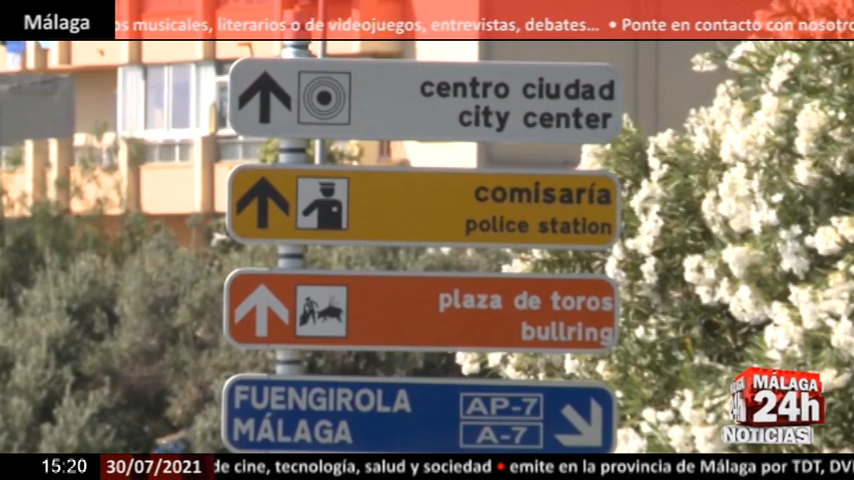 Málaga
os musicales, literarios o de videojuegos, entrevistas, debates... • Ponte en contacto con nosotro
centro ciudad
city center
comisaría
police station
plaza de toros
bullring
FUENGIROLA AP-7
MÁLAGA A-7
MÁLAGA
24h
NOTICIAS
15:20 30/07/2021 de cine, tecnología, salud y sociedad • emite en la provincia de Málaga por TDT, DVI